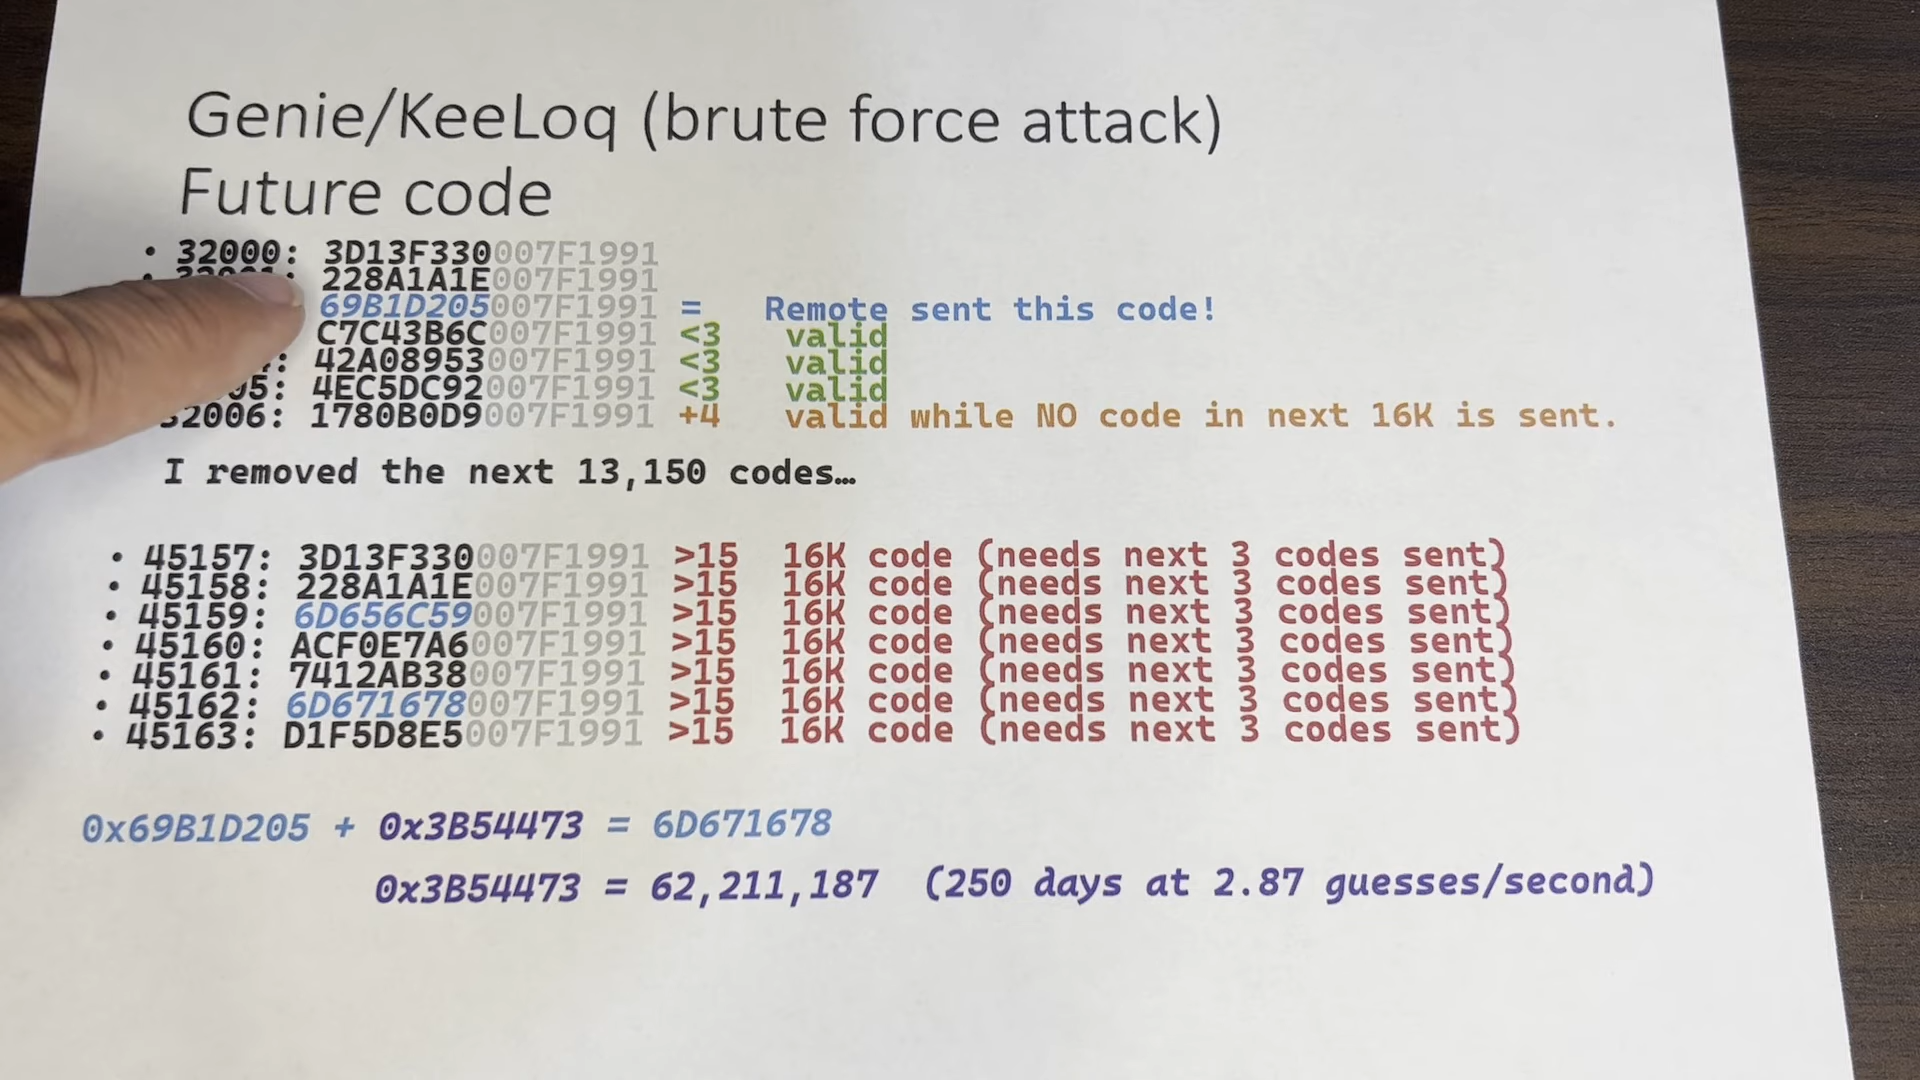 Genie/KeeLoq (brute force attack)
Future code
• 32000: 3D13F330007F1991
• 228A1A1E007F1991
69B1D205007F1991 = Remote sent this code!
C7C43B6C007F1991 <3 valid
: 42A08953007F1991 <3 valid
05: 4EC5DC92007F1991 <3 valid
32006: 1780B0D9007F1991 +4 valid while NO code in next 16K is sent.
I removed the next 13,150 codes…
• 45157: 3D13F330007F1991 >15 16K code (needs next 3 codes sent)
• 45158: 228A1A1E007F1991 >15 16K code (needs next 3 codes sent)
• 45159: 6D656C59007F1991 >15 16K code (needs next 3 codes sent)
• 45160: ACF0E7A6007F1991 >15 16K code (needs next 3 codes sent)
• 45161: 7412AB38007F1991 >15 16K code (needs next 3 codes sent)
• 45162: 6D671678007F1991 >15 16K code (needs next 3 codes sent)
• 45163: D1F5D8E5007F1991 >15 16K code (needs next 3 codes sent)
0x69B1D205 + 0x3B54473 = 6D671678
0x3B54473 = 62,211,187 (250 days at 2.87 guesses/second)